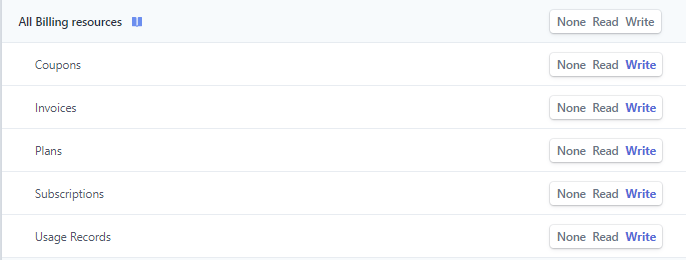 All Billing resources None Read Write
Coupons None Read Write
Invoices None Read Write
Plans None Read Write
Subscriptions None Read Write
Usage Records None Read Write